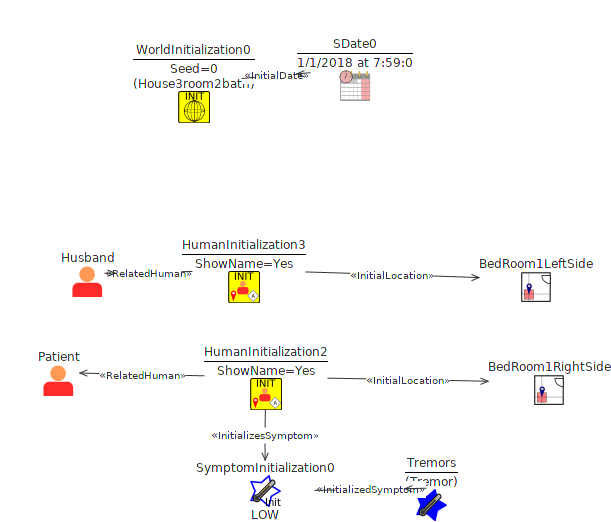 WorldInitialization0
Seed=0
(House3room2bath)
INIT
«InitialDate»
SDate0
1/1/2018 at 7:59:0
Husband
«RelatedHuman»
HumanInitialization3
ShowName=Yes
INIT
A
«InitialLocation»
BedRoom1LeftSide
Patient
«RelatedHuman»
HumanInitialization2
ShowName=Yes
INIT
A
«InitialLocation»
BedRoom1RightSide
«InitializesSymptom»
SymptomInitialization0
Init
LOW
«InitializedSymptom»
Tremors
(Tremor)